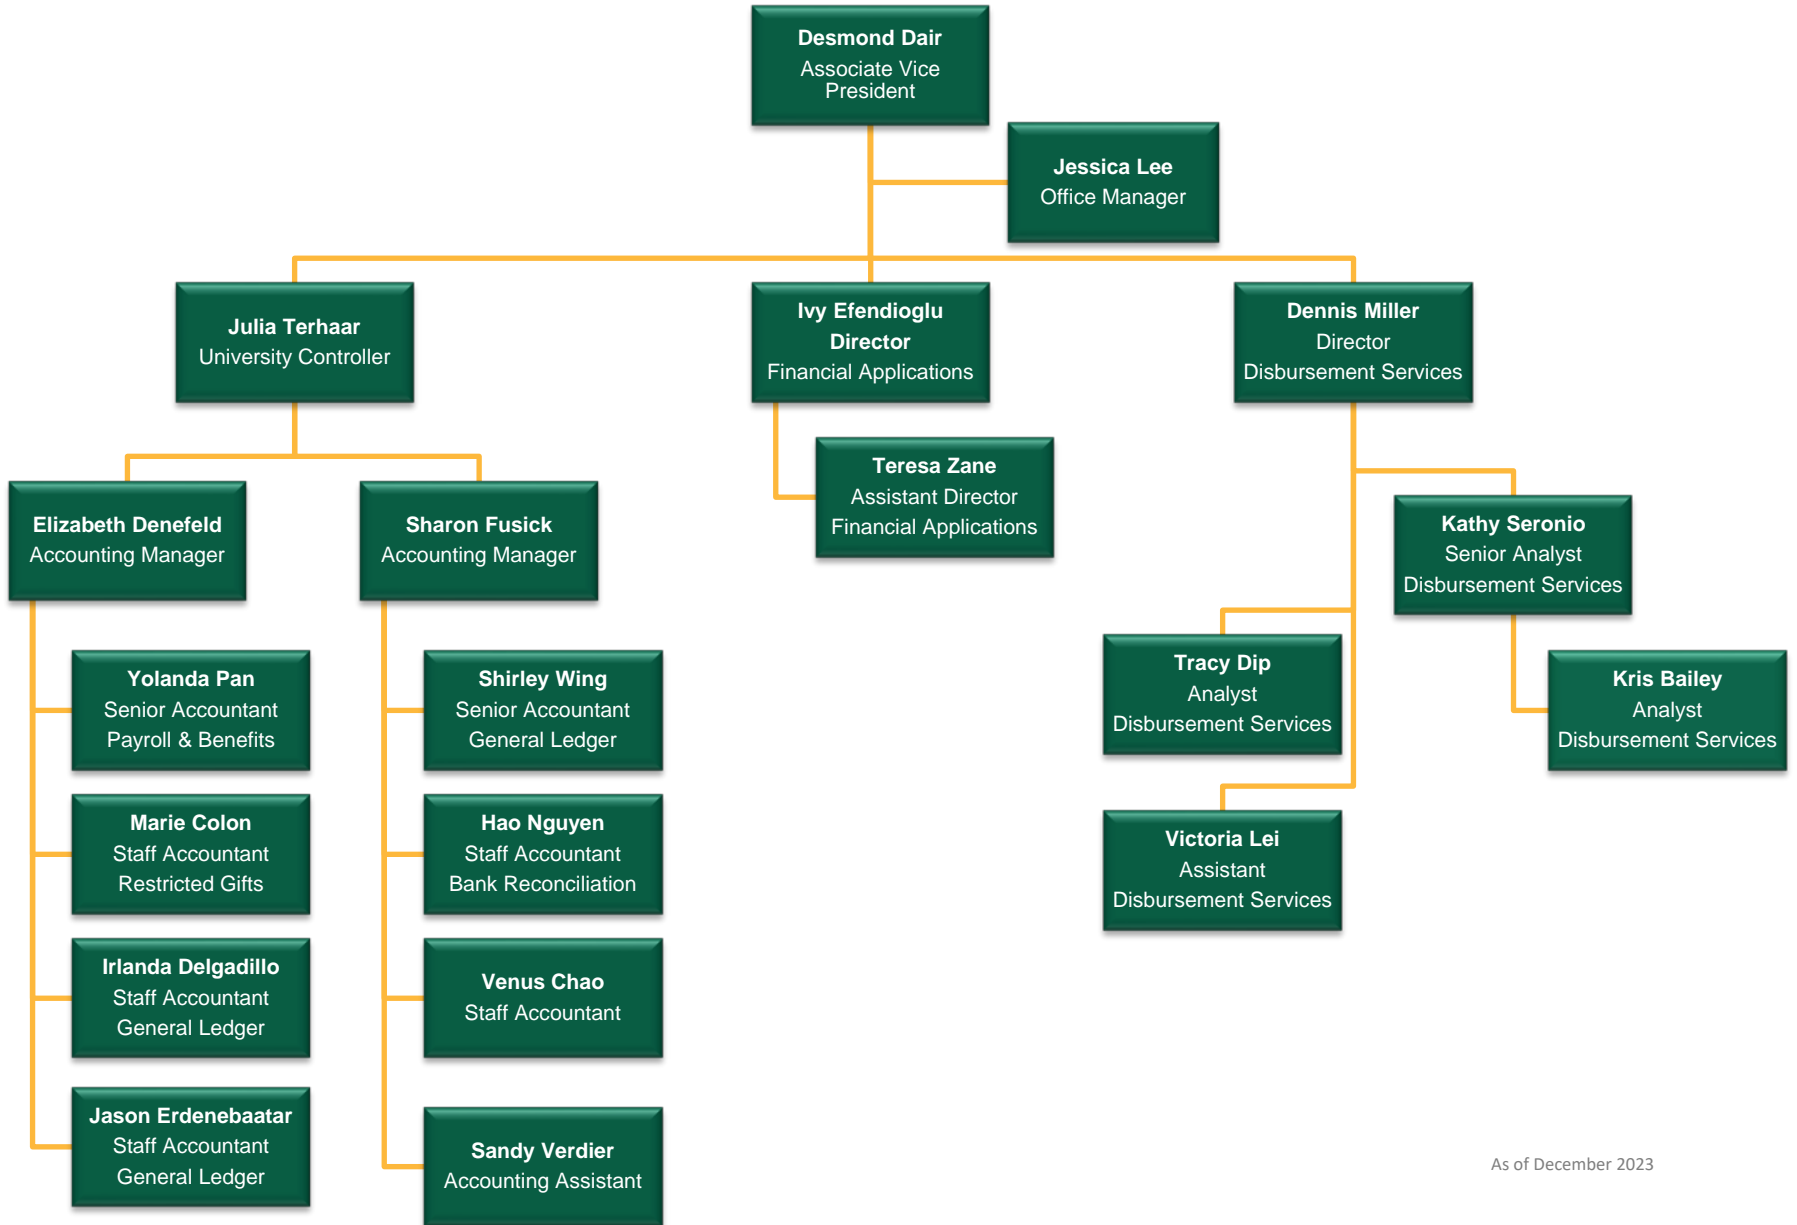 Desmond Dair
Associate Vice
President
Jessica Lee
Office Manager
Julia Terhaar
University Controller
Ivy Efendioglu
Director
Financial Applications
Dennis Miller
Director
Disbursement Services
Teresa Zane
Assistant Director
Financial Applications
Elizabeth Denefeld
Accounting Manager
Sharon Fusick
Accounting Manager
Kathy Seronio
Senior Analyst
Disbursement Services
Yolanda Pan
Senior Accountant
Payroll & Benefits
Shirley Wing
Senior Accountant
General Ledger
Tracy Dip
Analyst
Disbursement Services
Kris Bailey
Analyst
Disbursement Services
Marie Colon
Staff Accountant
Restricted Gifts
Hao Nguyen
Staff Accountant
Bank Reconciliation
Victoria Lei
Assistant
Disbursement Services
Irlanda Delgadillo
Staff Accountant
General Ledger
Venus Chao
Staff Accountant
Jason Erdenebaatar
Staff Accountant
General Ledger
Sandy Verdier
Accounting Assistant
As of December 2023